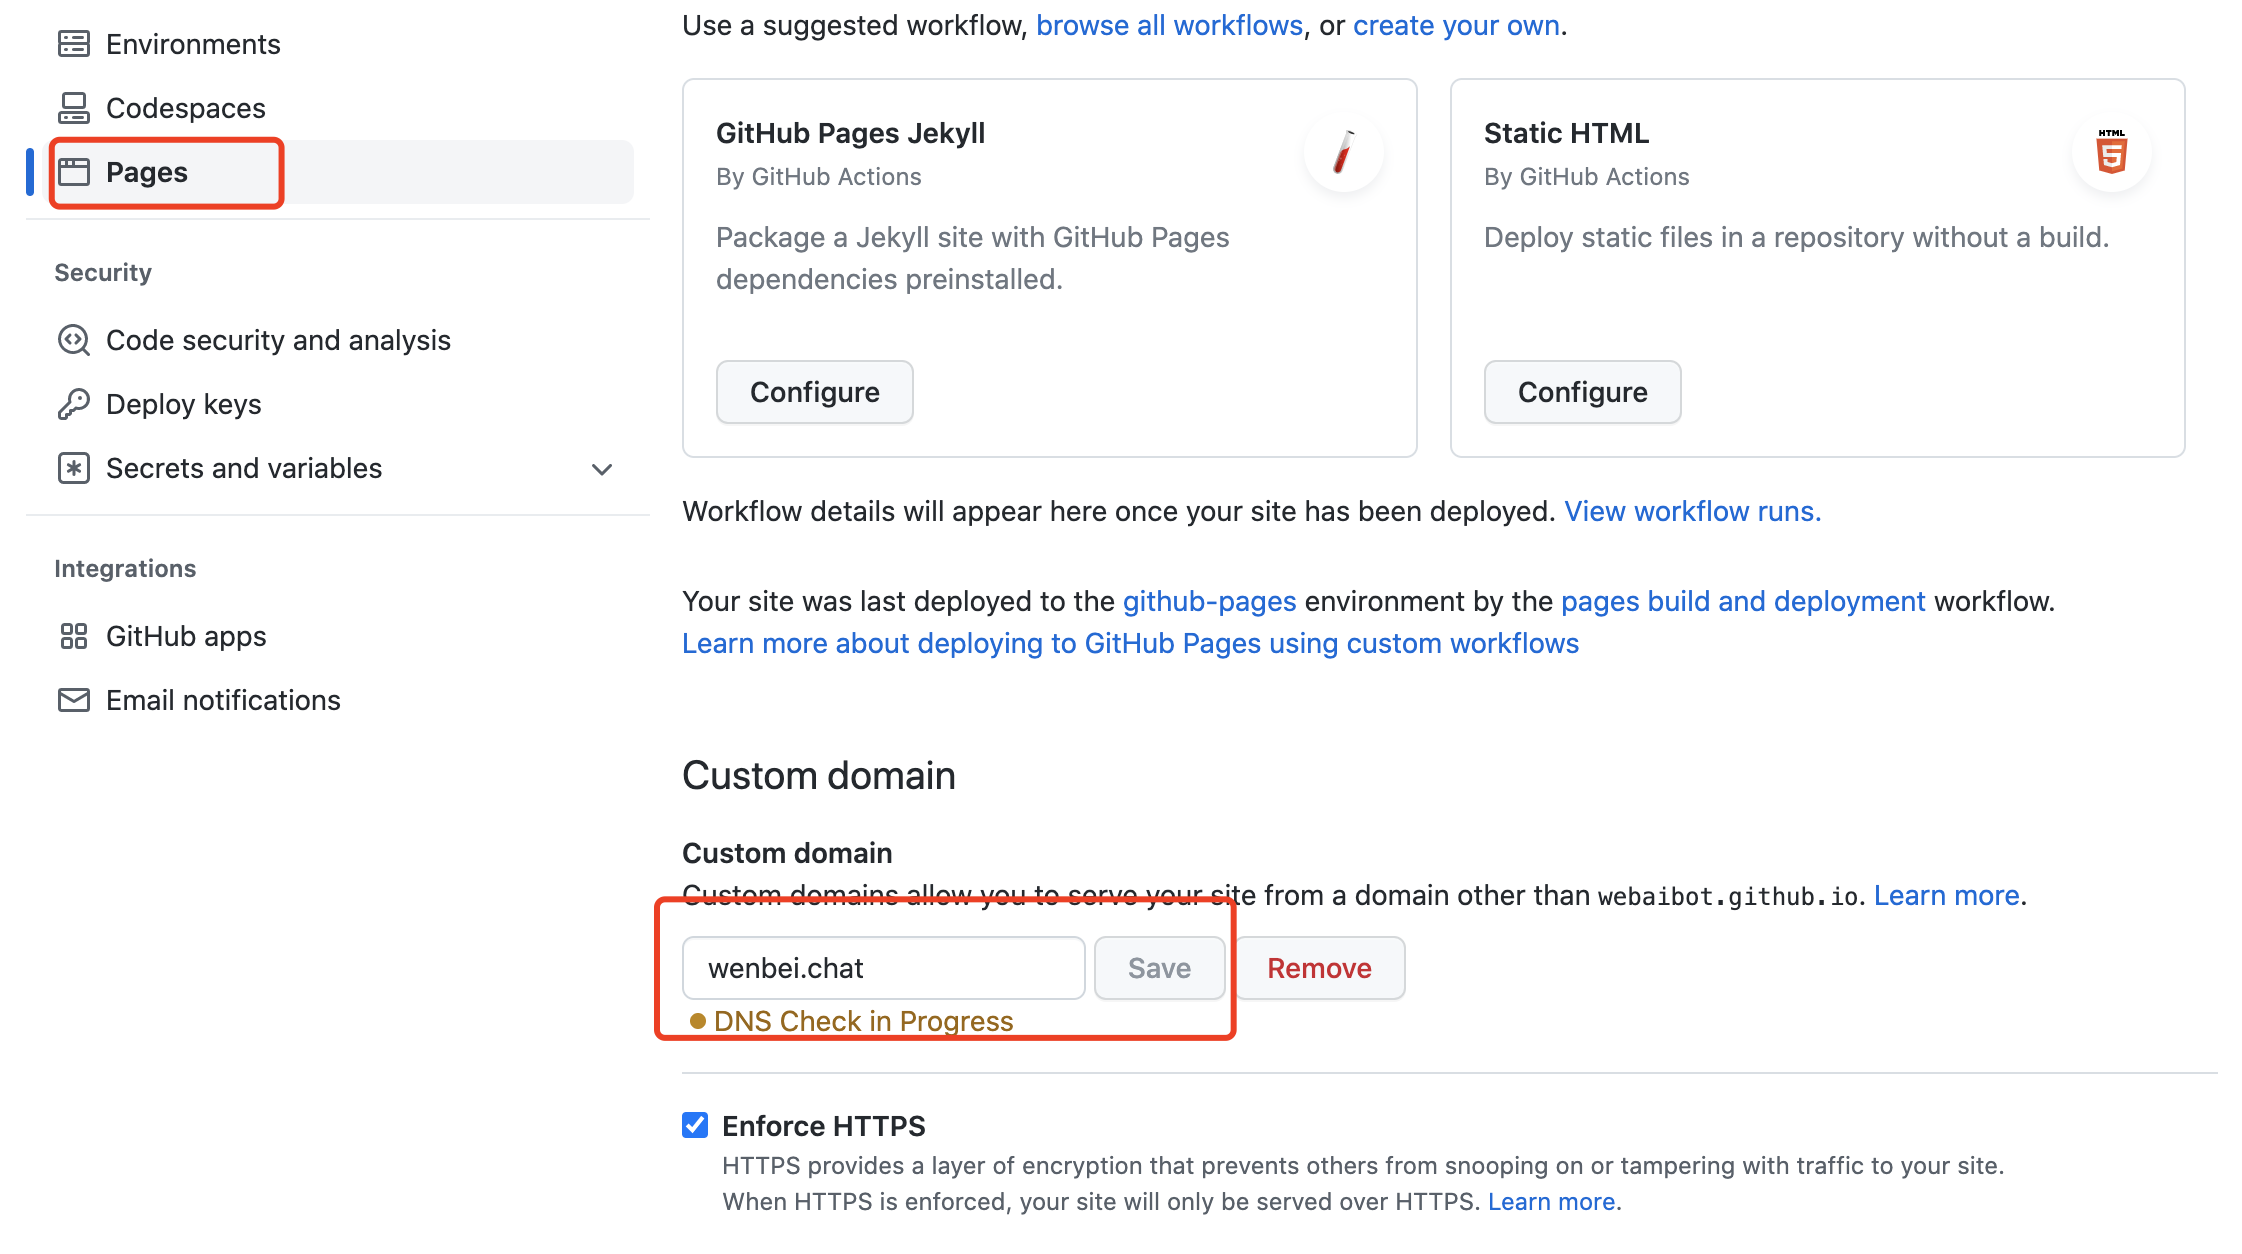 Environments
Codespaces
Pages
Security
Code security and analysis
Deploy keys
Secrets and variables
Integrations
GitHub apps
Email notifications
Use a suggested workflow, browse all workflows, or create your own.
GitHub Pages Jekyll
By GitHub Actions
Package a Jekyll site with GitHub Pages
dependencies preinstalled.
Configure
Static HTML
By GitHub Actions
HTML
5
Deploy static files in a repository without a build.
Configure
Workflow details will appear here once your site has been deployed. View workflow runs.
Your site was last deployed to the github-pages environment by the pages build and deployment workflow.
Learn more about deploying to GitHub Pages using custom workflows
Custom domain
Custom domain
Custom domains allow you to serve your site from a domain other than webaibot.github.io. Learn more.
wenbei.chat Save Remove
DNS Check in Progress
Enforce HTTPS
HTTPS provides a layer of encryption that prevents others from snooping on or tampering with traffic to your site.
When HTTPS is enforced, your site will only be served over HTTPS. Learn more.